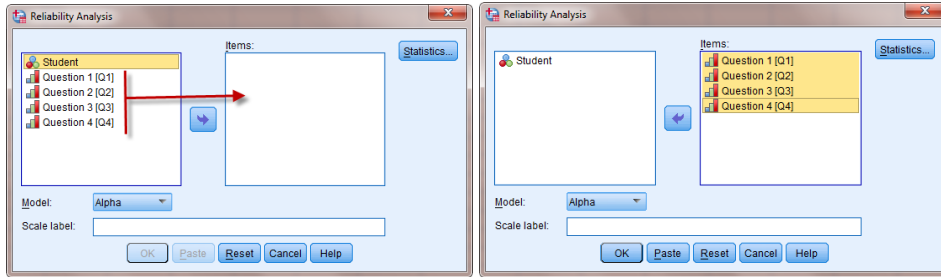 Reliability Analysis
Items:
Statistics...
Student
Question 1 [Q1]
Question 2 [Q2]
Question 3 [Q3]
Question 4 [Q4]
Model:
Alpha
Scale label:
OK
Paste
Reset
Cancel
Help
Reliability Analysis
Items:
Statistics...
Student
Question 1 [Q1]
Question 2 [Q2]
Question 3 [Q3]
Question 4 [Q4]
Model:
Alpha
Scale label:
OK
Paste
Reset
Cancel
Help